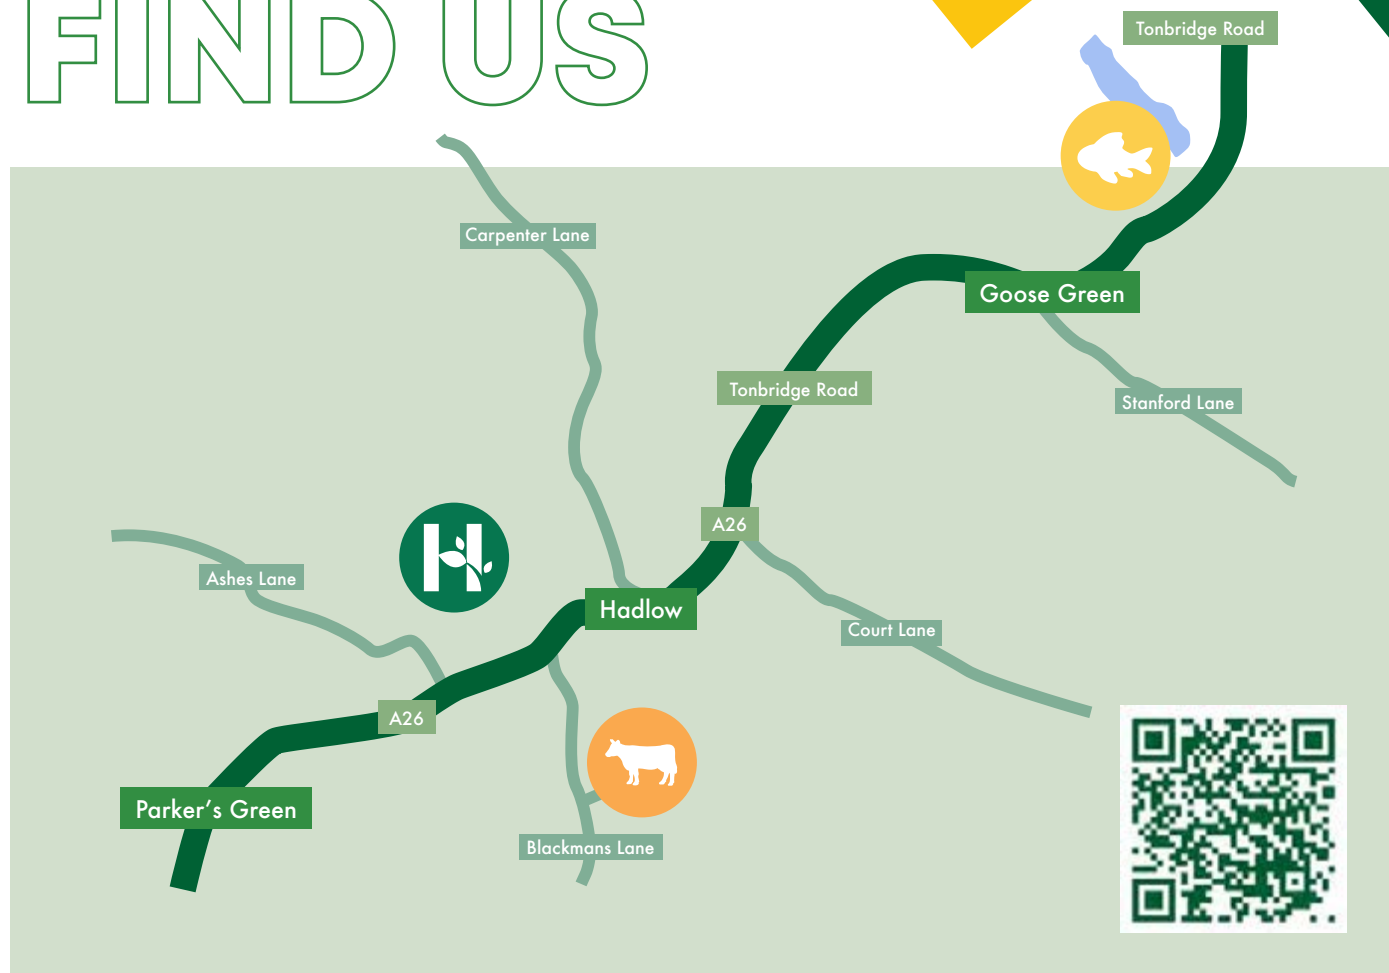 FIND US
Tonbridge Road
Carpenter Lane
Goose Green
Tonbridge Road
Stanford Lane
A26
Ashes Lane
H
Hadlow
Court Lane
A26
Parker's Green
Blackmans Lane